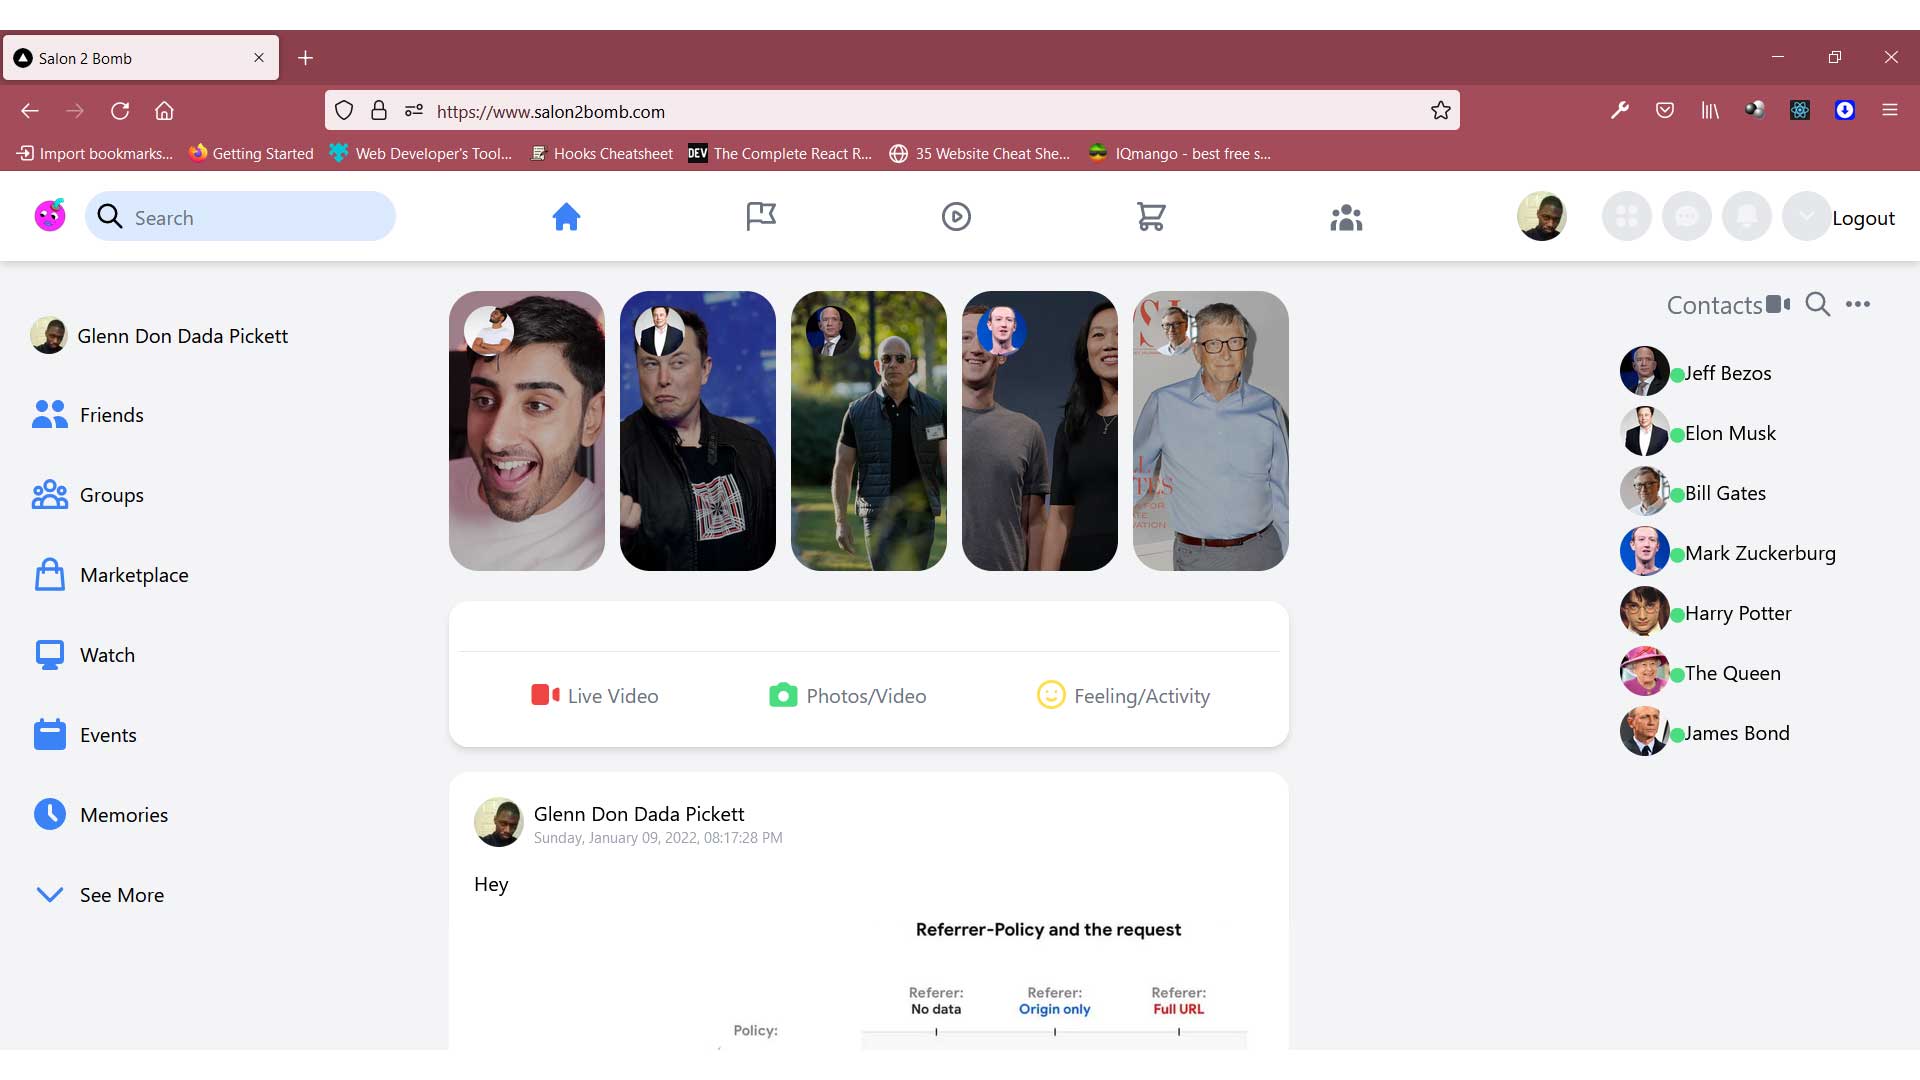 Salon 2 Bomb
https://www.salon2bomb.com
Import bookmarks...
Getting Started
Web Developer's Tool...
Hooks Cheatsheet
DEV The Complete React R...
35 Website Cheat She...
IQmango - best free s...
Search
Logout
Glenn Don Dada Pickett
Friends
Groups
Marketplace
Watch
Events
Memories
See More
Live Video
Photos/Video
Feeling/Activity
Glenn Don Dada Pickett
Sunday, January 09, 2022, 08:17:28 PM
Hey
Referrer-Policy and the request
Referer:
No data
Referer:
Origin only
Referer:
Full URL
Policy:
Contacts
Jeff Bezos
Elon Musk
Bill Gates
Mark Zuckerburg
Harry Potter
The Queen
James Bond